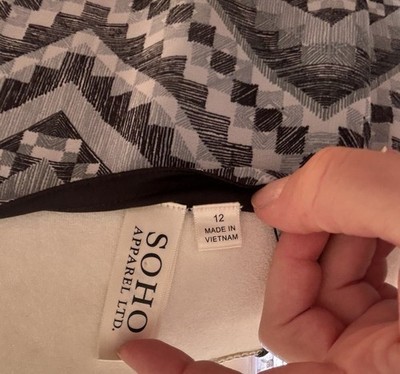 SOHO
APPAREL LTD.
12
MADE IN
VIETNAM